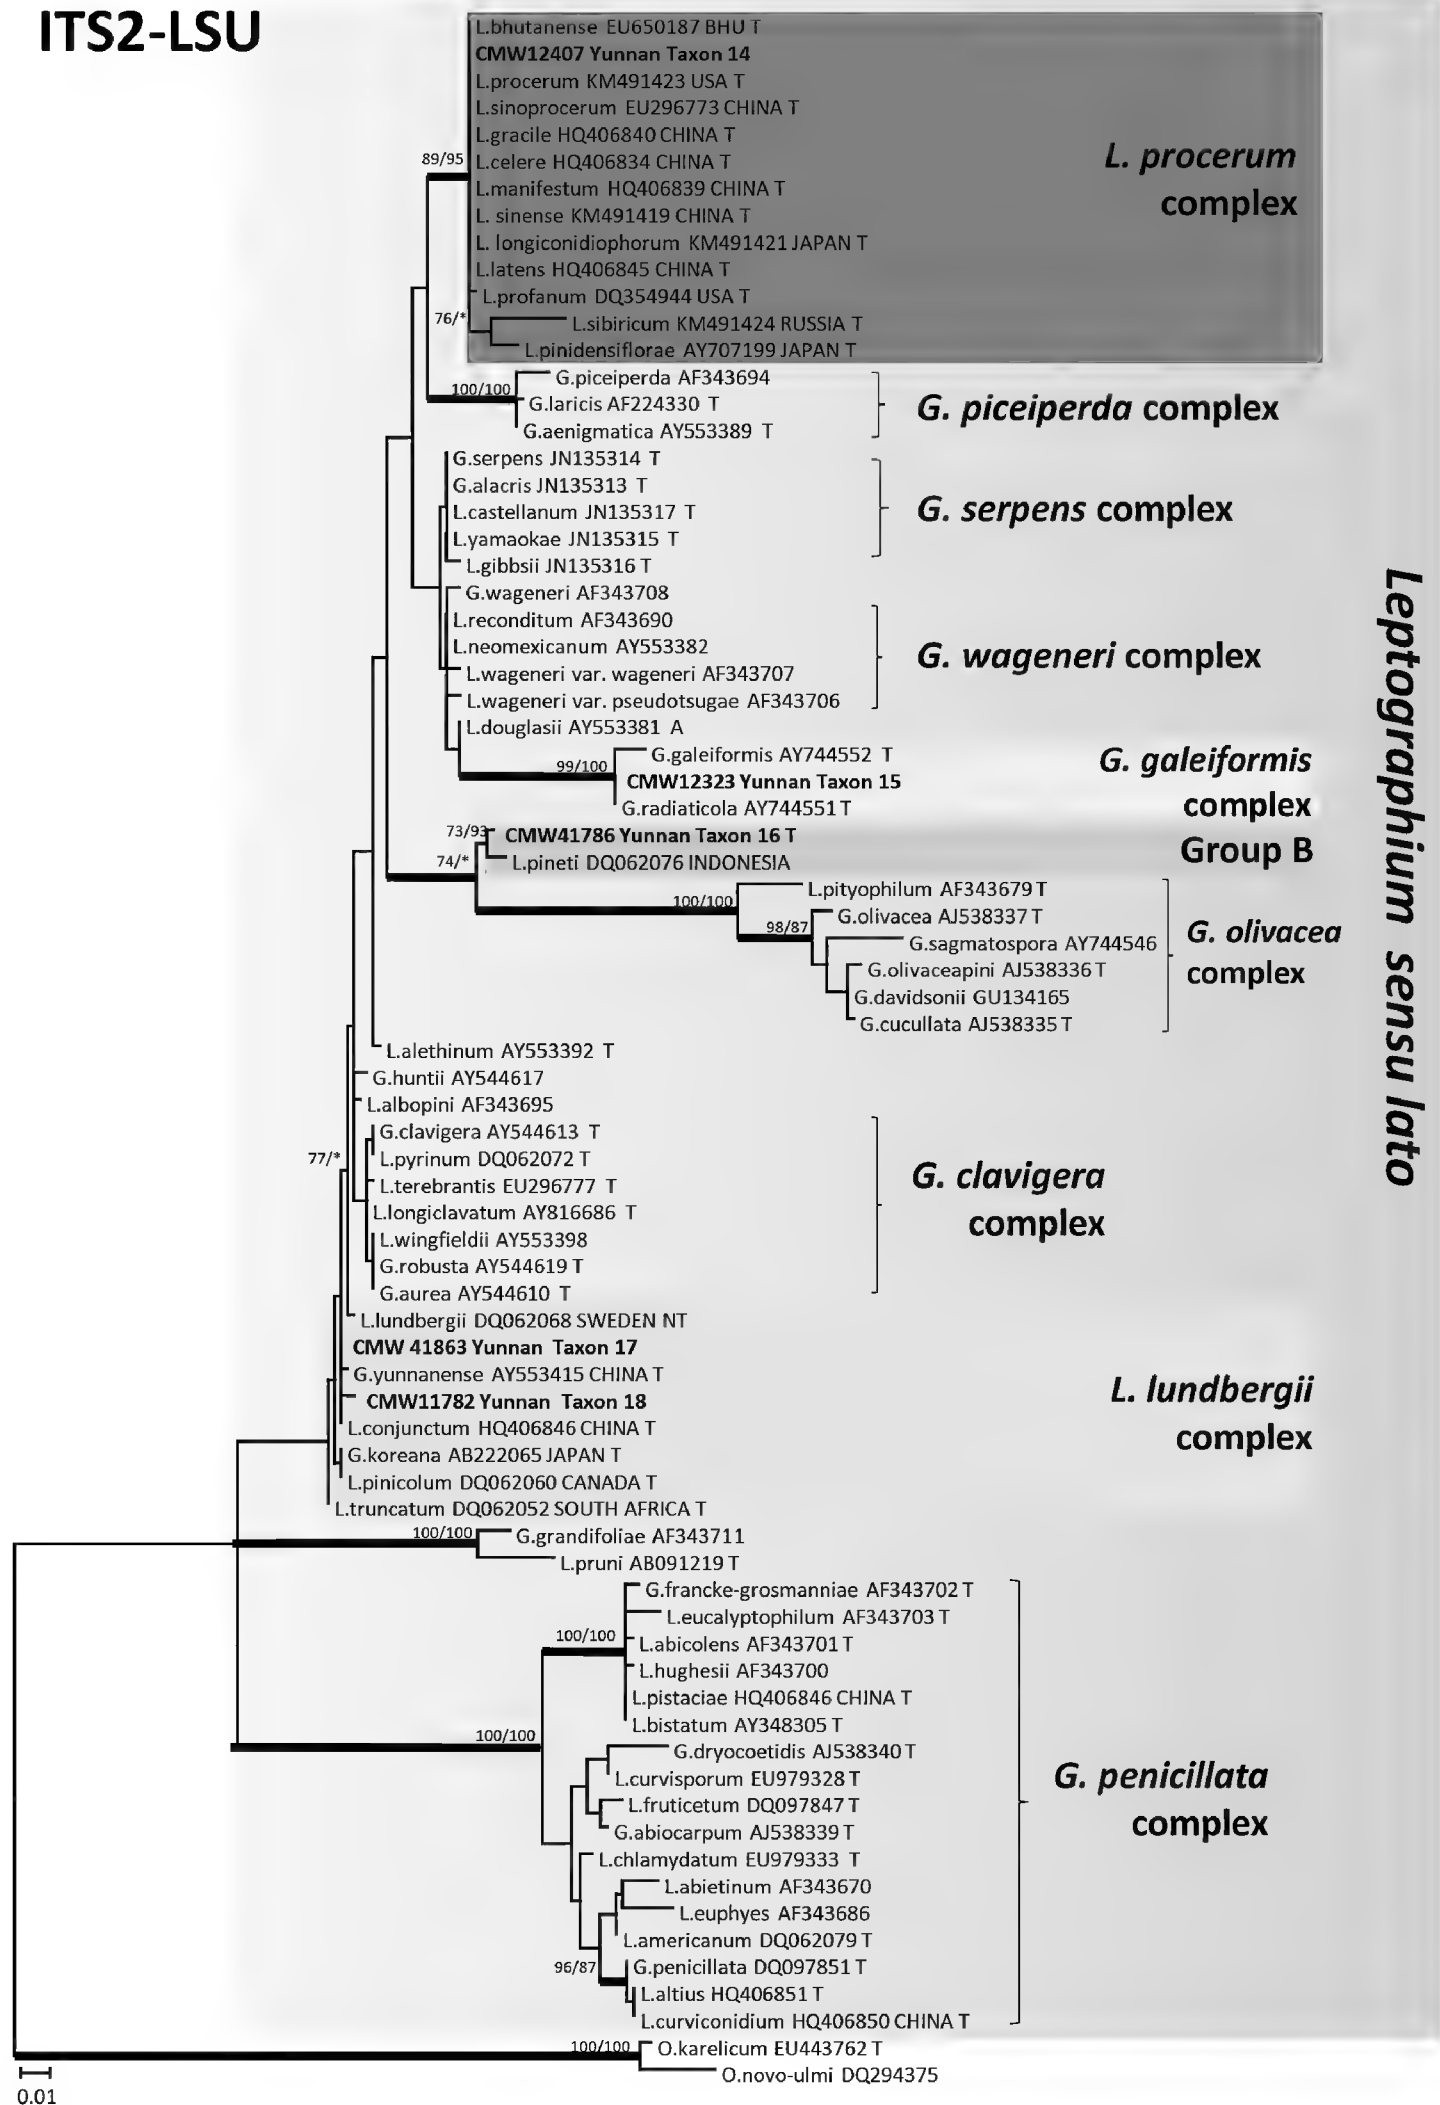 ITS2-LSU
L.bhutanense EU650187 BHU T
CMW12407 Yunnan Taxon 14
L.procerum KM491423 USA T
L.sinoprocerum EU296773 CHINA T
L.gracile HQ406840 CHINA T
L.celere HQ406834 CHINA T
L.manifestum HQ406839 CHINA T
L. sinense KM491419 CHINA T
L. longiconidiophorum KM491421 JAPAN T
L.latens HQ406845 CHINA T
L.profanum DQ354944 USA T
L.sibiricum KM491424 RUSSIA T
L.pinidensiflorae AY707199 JAPAN T
89/95
76/*
L. procerum
complex
G.piceiperda AF343694
G.laricis AF224330 T
G.aenigmatica AY553389 T
100/100
G. piceiperda complex
G.serpens JN135314 T
G.alacris JN135313 T
L.castellanum JN135317 T
L.yamaokae JN135315 T
L.gibbsii JN135316 T
G. serpens complex
G.wageneri AF343708
L.reconditum AF343690
L.neomexicanum AY553382
L.wageneri var. wageneri AF343707
L.wageneri var. pseudotsugae AF343706
G. wageneri complex
L.douglasii AY553381 A
G.galeiformis AY744552 T
CMW12323 Yunnan Taxon 15
G.radiaticola AY744551 T
99/100
G. galeiformis
complex
CMW41786 Yunnan Taxon 16 T
L.pineti DQ062076 INDONESIA
73/93
74/*
Group B
L.pityophilum AF343679 T
G.olivacea AJ538337 T
G.sagmatospora AY744546
G.olivaceapini AJ538336 T
G.davidsonii GU134165
G.cucullata AJ538335 T
100/100
98/87
G. olivacea
complex
L.alethinum AY553392 T
G.huntii AY544617
L.albopini AF343695
G.clavigera AY544613 T
L.pyrinum DQ062072 T
L.terebrantis EU296777 T
L.longiclavatum AY816686 T
L.wingfieldii AY553398
G.robusta AY544619 T
G.aurea AY544610 T
77/*
G. clavigera
complex
L.lundbergii DQ062068 SWEDEN NT
CMW 41863 Yunnan Taxon 17
G.yunnanense AY553415 CHINA T
CMW11782 Yunnan Taxon 18
L.conjunctum HQ406846 CHINA T
G.koreana AB222065 JAPAN T
L.pinicolum DQ062060 CANADA T
L.truncatum DQ062052 SOUTH AFRICA T
L. lundbergii
complex
G.grandifoliae AF343711
L.pruni AB091219 T
100/100
G.francke-grosmanniae AF343702 T
L.eucalyptophilum AF343703 T
L.abicolens AF343701 T
L.hughesii AF343700
L.pistaciae HQ406846 CHINA T
L.bistatum AY348305 T
100/100
100/100
G.dryocoetidis AJ538340 T
L.curvisporum EU979328 T
L.fruticetum DQ097847 T
G.abiocarpum AJ538339 T
L.chlamydatum EU979333 T
L.abietinum AF343670
L.euphyes AF343686
L.americanum DQ062079 T
G.penicillata DQ097851 T
L.altius HQ406851 T
L.curviconidium HQ406850 CHINA T
96/87
G. penicillata
complex
O.karelicum EU443762 T
O.novo-ulmi DQ294375
100/100
0.01
Leptographium sensu lato